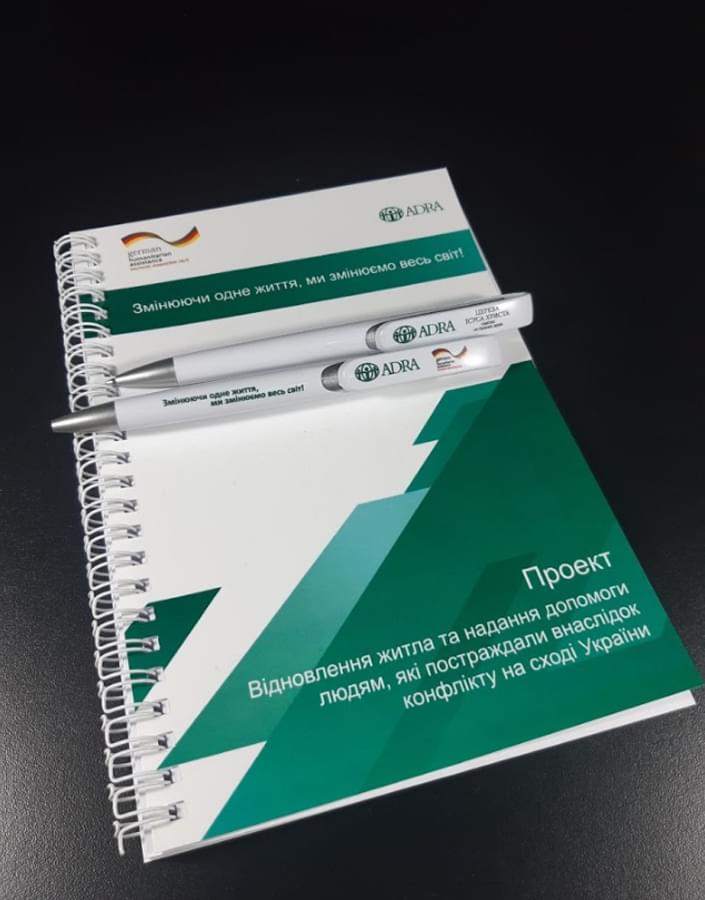 german
humanitarian
assistance
ADRA
Змінюючи одне життя, ми змінюємо весь світ!
ADRA
ЦЕРКВА
ІСУСА ХРИСТА
Змінюючи одне життя,
ми змінюємо весь світ!
ADRA
Проект
Відновлення житла та надання допомоги
людям, які постраждали внаслідок
конфлікту на сході України